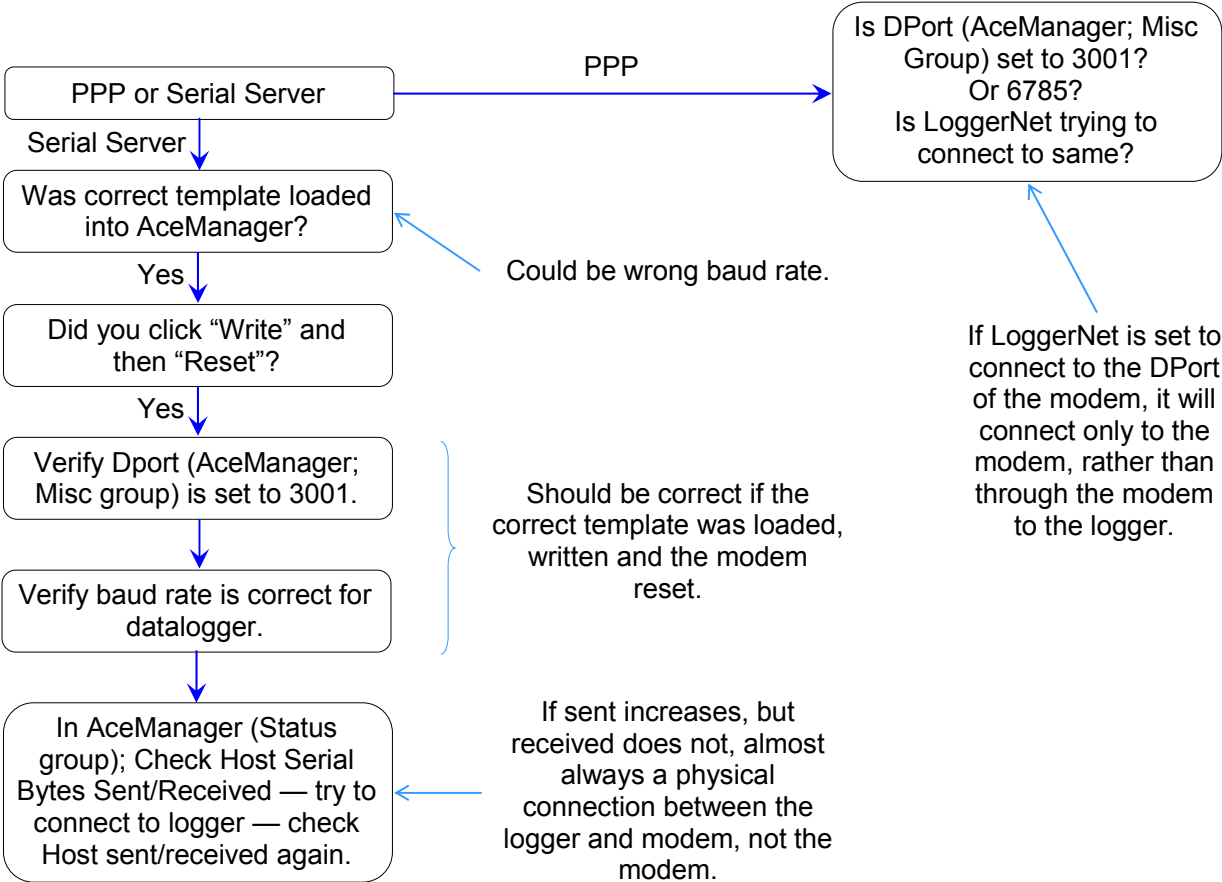 PPP or Serial Server
PPP
Is DPort (AceManager; Misc
Group) set to 3001?
Or 6785?
Is LoggerNet trying to
connect to same?
Serial Server
Was correct template loaded
into AceManager?
Could be wrong baud rate.
Yes
Did you click “Write” and
then “Reset”?
If LoggerNet is set to
connect to the DPort
of the modem, it will
connect only to the
modem, rather than
through the modem
to the logger.
Yes
Verify Dport (AceManager;
Misc group) is set to 3001.
Should be correct if the
correct template was loaded,
written and the modem
reset.
Verify baud rate is correct for
datalogger.
In AceManager (Status
group); Check Host Serial
Bytes Sent/Received — try to
connect to logger — check
Host sent/received again.
If sent increases, but
received does not, almost
always a physical
connection between the
logger and modem, not the
modem.